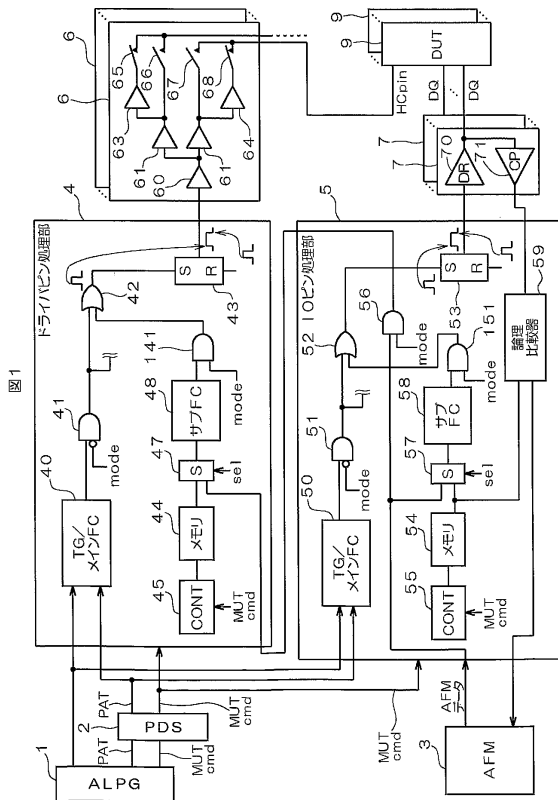 図1
1
ALPG
PAT
2
PDS
PAT
MUT
cmd
MUT
cmd
MUT
cmd
3
AFM
AFM
データ
4
ドライバピン処理部
40
TG/
メインFC
41
mode
42
S
R
43
CONT
45
MUT
cmd
メモリ
44
S
47
sel
サブFC
48
141
mode
5
IOピン処理部
50
TG/
メインFC
51
mode
52
S
R
53
56
mode
CONT
55
MUT
cmd
メモリ
54
S
57
sel
サブ
FC
58
151
mode
論理
比較器
59
6
6
60
61
61
63
64
65
66
67
68
7
7
DR
70
CP
71
HCpin
DQ
DQ
9
9
DUT